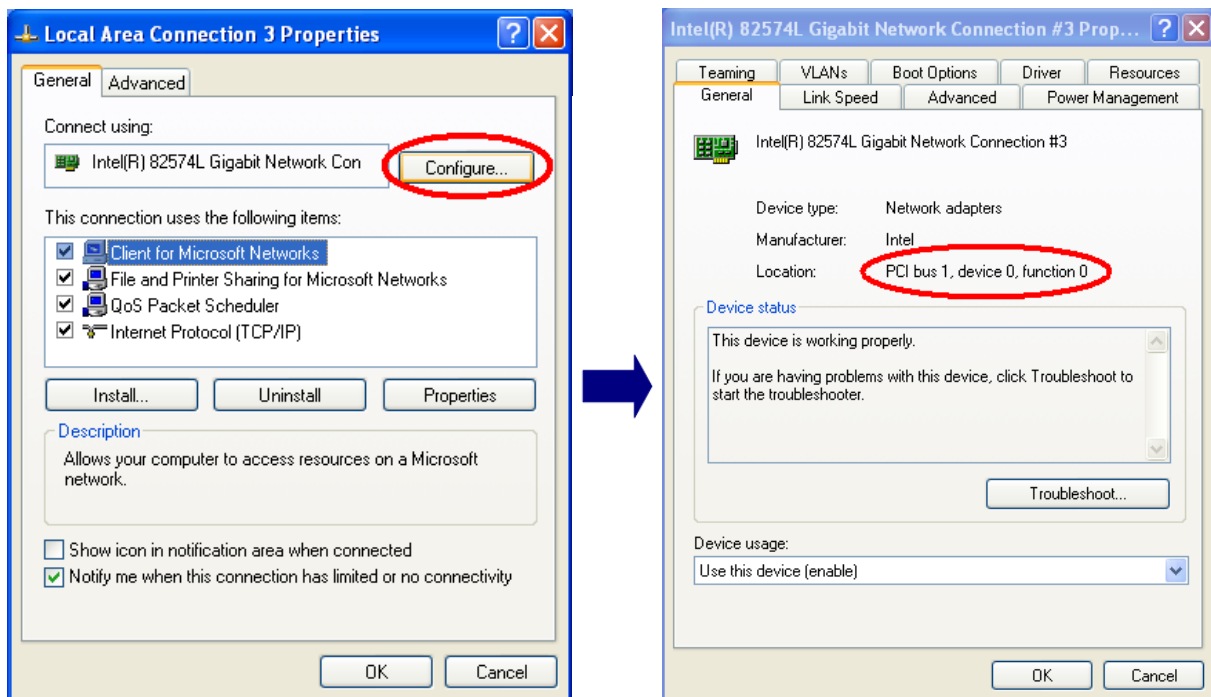 Local Area Connection 3 Properties
General
Advanced
Connect using:
Intel(R) 82574L Gigabit Network Con
Configure...
This connection uses the following items:
Client for Microsoft Networks
File and Printer Sharing for Microsoft Networks
QoS Packet Scheduler
Internet Protocol (TCP/IP)
Install...
Uninstall
Properties
Description
Allows your computer to access resources on a Microsoft
network.
Show icon in notification area when connected
Notify me when this connection has limited or no connectivity
OK
Cancel
Intel(R) 82574L Gigabit Network Connection #3 Prop...
Teaming
VLANs
Boot Options
Driver
Resources
General
Link Speed
Advanced
Power Management
Intel(R) 82574L Gigabit Network Connection #3
Device type: Network adapters
Manufacturer: Intel
Location: PCI bus 1, device 0, function 0
Device status
This device is working properly.
If you are having problems with this device, click Troubleshoot to
start the troubleshooter.
Troubleshoot...
Device usage:
Use this device (enable)
OK
Cancel